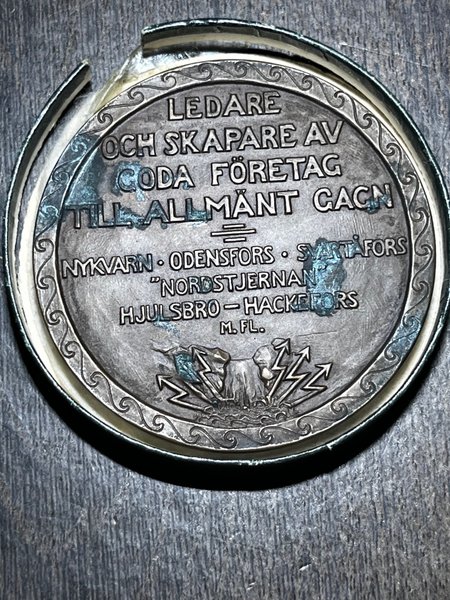 LEDARE
OCH SKAPARE AV
GODA FÖRETAG
TILL ALLMÄNT GAGN
NYKVARN · ODENSFORS · SVARTÅFORS
"NORDSTJERNAN"
HJULSBRO — HACKEFORS
M. FL.